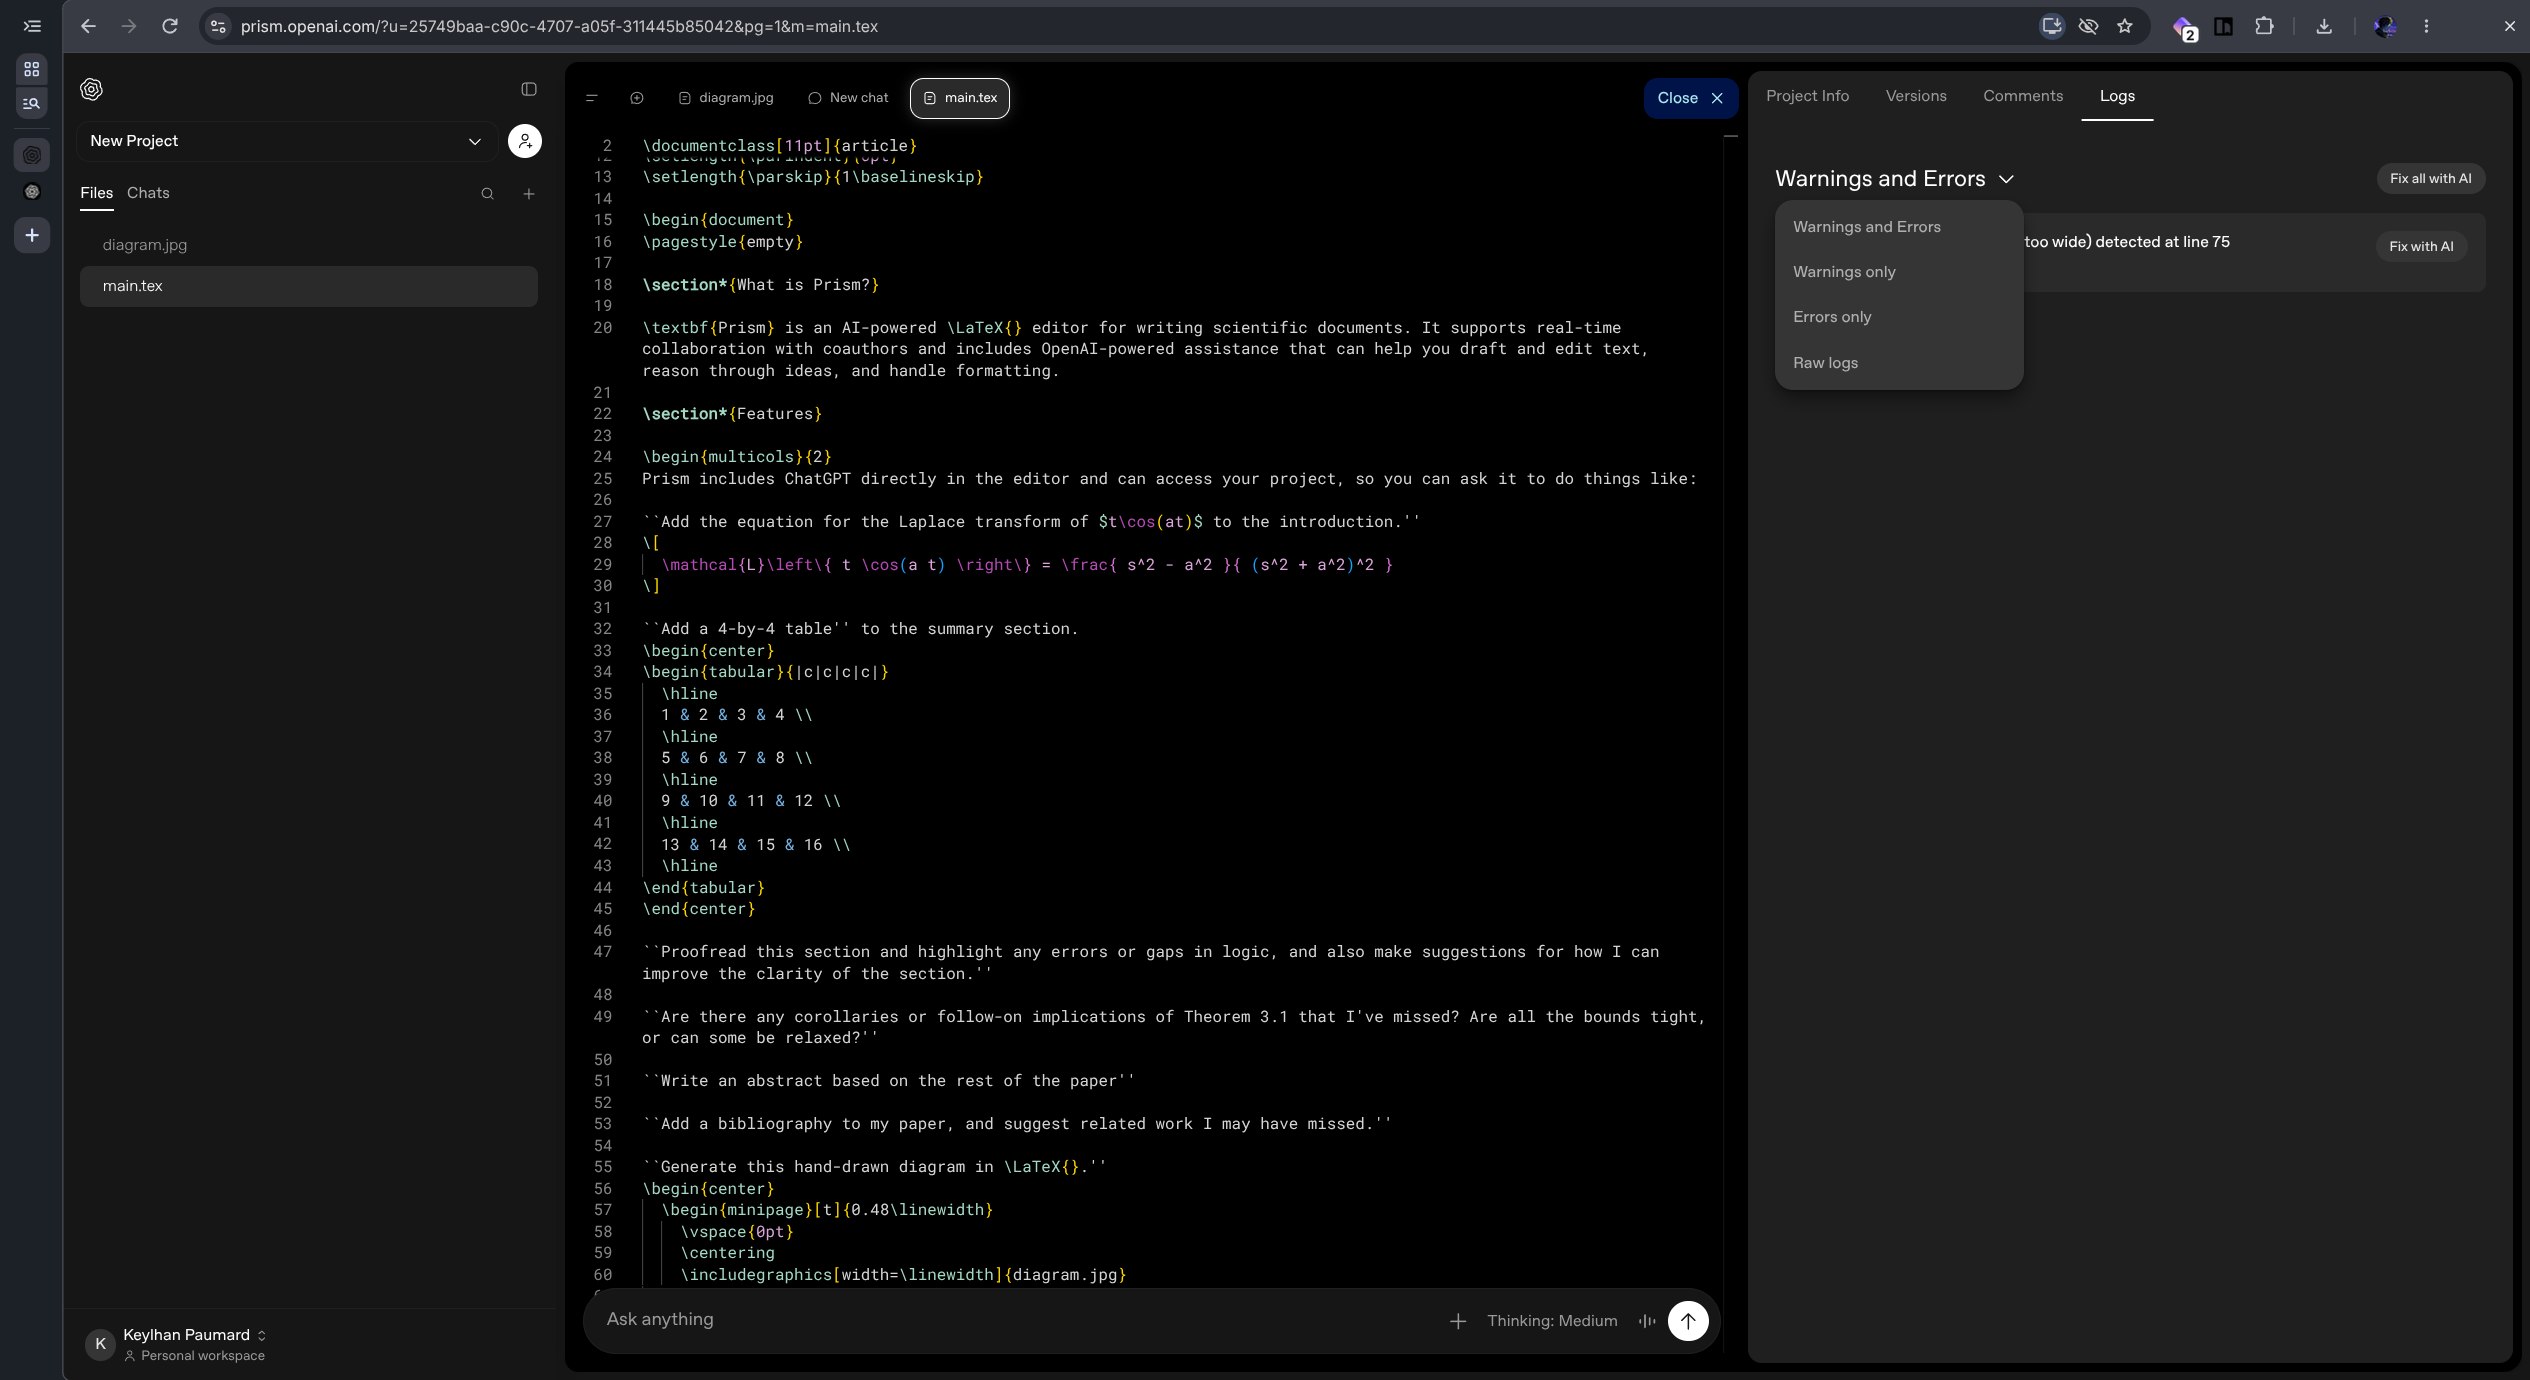 prism.openai.com/?u=25749baa-c90c-4707-a05f-311445b85042&pg=1&m=main.tex
2
New Project
Files
Chats
diagram.jpg
main.tex
Keylhan Paumard
K
Personal workspace
diagram.jpg
New chat
main.tex
Close
2 \documentclass[11pt]{article}
12 \setlength{\parindent}{0pt}
13 \setlength{\parskip}{1\baselineskip}
14
15 \begin{document}
16 \pagestyle{empty}
17
18 \section*{What is Prism?}
19
20 \textbf{Prism} is an AI-powered \LaTeX{} editor for writing scientific documents. It supports real-time
collaboration with coauthors and includes OpenAI-powered assistance that can help you draft and edit text,
reason through ideas, and handle formatting.
21
22 \section*{Features}
23
24 \begin{multicols}{2}
25 Prism includes ChatGPT directly in the editor and can access your project, so you can ask it to do things like:
26
27 ``Add the equation for the Laplace transform of $t\cos(at)$ to the introduction.''
28 \[
29 \mathcal{L}\left\{ t \cos(a t) \right\} = \frac{ s^2 - a^2 }{ (s^2 + a^2)^2 }
30 \]
31
32 ``Add a 4-by-4 table'' to the summary section.
33 \begin{center}
34 \begin{tabular}{|c|c|c|c|}
35 \hline
36 1 & 2 & 3 & 4 \\
37 \hline
38 5 & 6 & 7 & 8 \\
39 \hline
40 9 & 10 & 11 & 12 \\
41 \hline
42 13 & 14 & 15 & 16 \\
43 \hline
44 \end{tabular}
45 \end{center}
46
47 ``Proofread this section and highlight any errors or gaps in logic, and also make suggestions for how I can
improve the clarity of the section.''
48
49 ``Are there any corollaries or follow-on implications of Theorem 3.1 that I've missed? Are all the bounds tight,
or can some be relaxed?''
50
51 ``Write an abstract based on the rest of the paper''
52
53 ``Add a bibliography to my paper, and suggest related work I may have missed.''
54
55 ``Generate this hand-drawn diagram in \LaTeX{}.''
56 \begin{center}
57 \begin{minipage}[t]{0.48\linewidth}
58 \vspace{0pt}
59 \centering
60 \includegraphics[width=\linewidth]{diagram.jpg}
Ask anything
Thinking: Medium
Project Info
Versions
Comments
Logs
Warnings and Errors
Fix all with AI
Warnings and Errors
Warnings only
Errors only
Raw logs
too wide) detected at line 75
Fix with AI